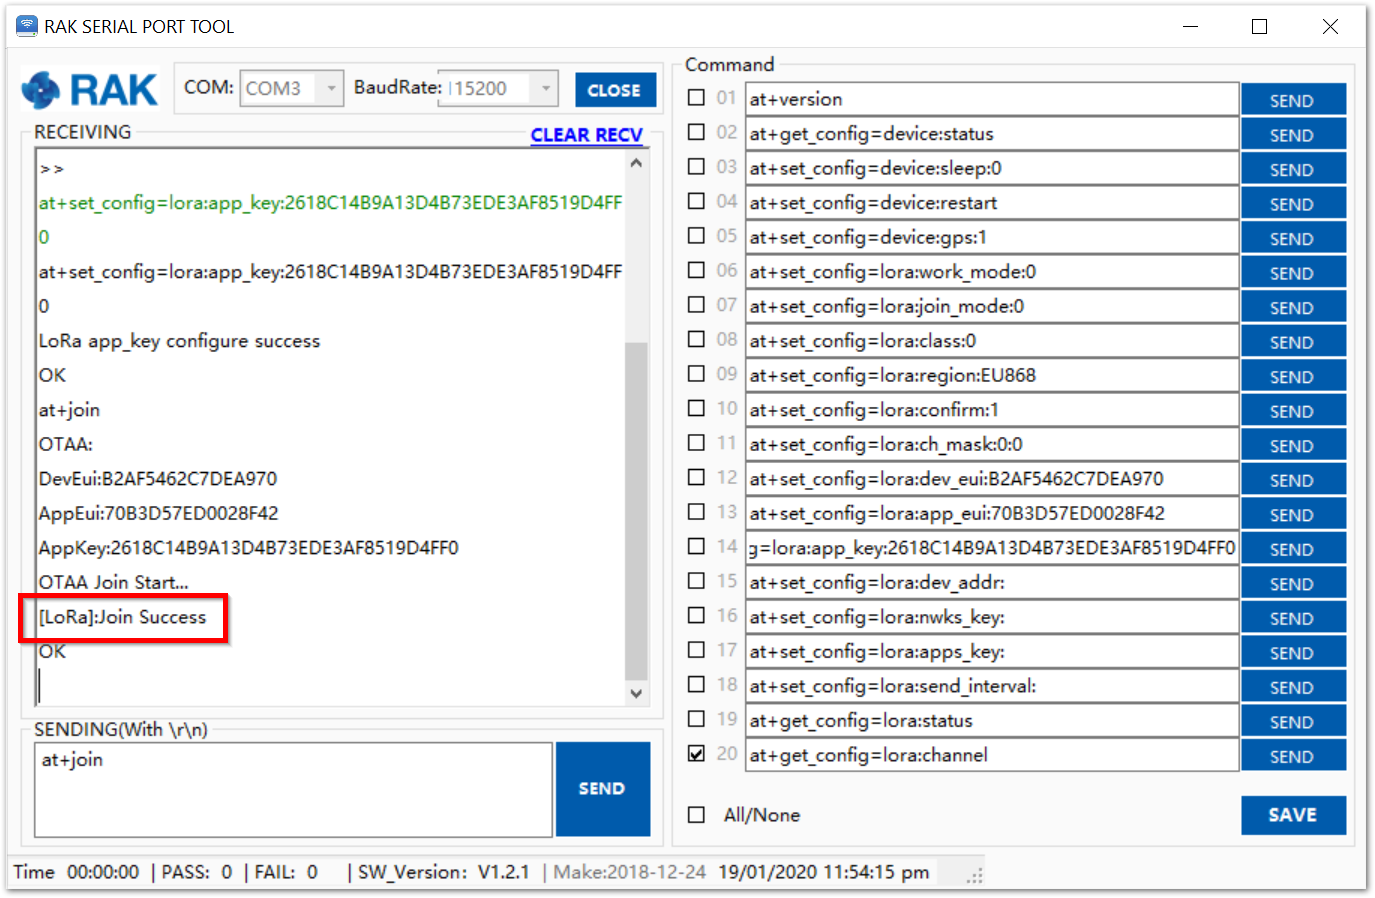 RAK SERIAL PORT TOOL
RAK
COM: COM3 BaudRate: 115200 CLOSE
RECEIVING CLEAR RECV
>>
at+set_config=lora:app_key:2618C14B9A13D4B73EDE3AF8519D4FF
0
at+set_config=lora:app_key:2618C14B9A13D4B73EDE3AF8519D4FF
0
LoRa app_key configure success
OK
at+join
OTAA:
DevEui:B2AF5462C7DEA970
AppEui:70B3D57ED0028F42
AppKey:2618C14B9A13D4B73EDE3AF8519D4FF0
OTAA Join Start...
[LoRa]:Join Success
OK
SENDING(With \r\n)
at+join
SEND
Command
01 at+version SEND
02 at+get_config=device:status SEND
03 at+set_config=device:sleep:0 SEND
04 at+set_config=device:restart SEND
05 at+set_config=device:gps:1 SEND
06 at+set_config=lora:work_mode:0 SEND
07 at+set_config=lora:join_mode:0 SEND
08 at+set_config=lora:class:0 SEND
09 at+set_config=lora:region:EU868 SEND
10 at+set_config=lora:confirm:1 SEND
11 at+set_config=lora:ch_mask:0:0 SEND
12 at+set_config=lora:dev_eui:B2AF5462C7DEA970 SEND
13 at+set_config=lora:app_eui:70B3D57ED0028F42 SEND
14 g=lora:app_key:2618C14B9A13D4B73EDE3AF8519D4FF0 SEND
15 at+set_config=lora:dev_addr: SEND
16 at+set_config=lora:nwks_key: SEND
17 at+set_config=lora:apps_key: SEND
18 at+set_config=lora:send_interval: SEND
19 at+get_config=lora:status SEND
20 at+get_config=lora:channel SEND
All/None SAVE
Time 00:00:00 | PASS: 0 | FAIL: 0 | SW_Version: V1.2.1 | Make:2018-12-24 19/01/2020 11:54:15 pm